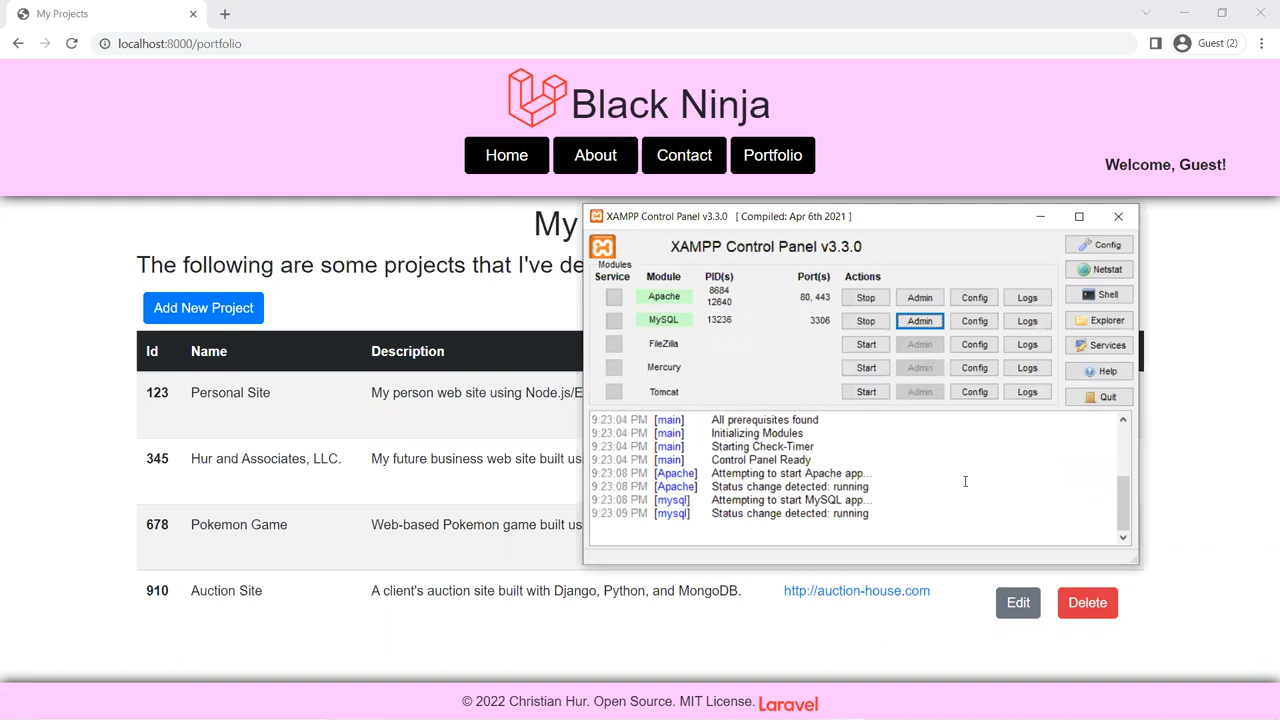 My Projects
localhost:8000/portfolio
Guest (2)
Black Ninja
Home About Contact Portfolio
Welcome, Guest!
My
The following are some projects that I've de
Add New Project
Id Name Description
123 Personal Site My person web site using Node.js/E
345 Hur and Associates, LLC. My future business web site built us
678 Pokemon Game Web-based Pokemon game built us
910 Auction Site A client's auction site built with Django, Python, and MongoDB. http://auction-house.com Edit Delete
XAMPP Control Panel v3.3.0 [ Compiled: Apr 6th 2021 ]
XAMPP Control Panel v3.3.0
Config
Modules
Service Module PID(s) Port(s) Actions
Netstat
Apache 8684 12640 80, 443 Stop Admin Config Logs
Shell
MySQL 13236 3306 Stop Admin Config Logs
Explorer
FileZilla Start Admin Config Logs
Services
Mercury Start Admin Config Logs
Help
Tomcat Start Admin Config Logs
Quit
9:23:04 PM [main] All prerequisites found
9:23:04 PM [main] Initializing Modules
9:23:04 PM [main] Starting Check-Timer
9:23:04 PM [main] Control Panel Ready
9:23:08 PM [Apache] Attempting to start Apache app...
9:23:08 PM [Apache] Status change detected: running
9:23:08 PM [mysql] Attempting to start MySQL app...
9:23:09 PM [mysql] Status change detected: running
© 2022 Christian Hur. Open Source. MIT License. Laravel